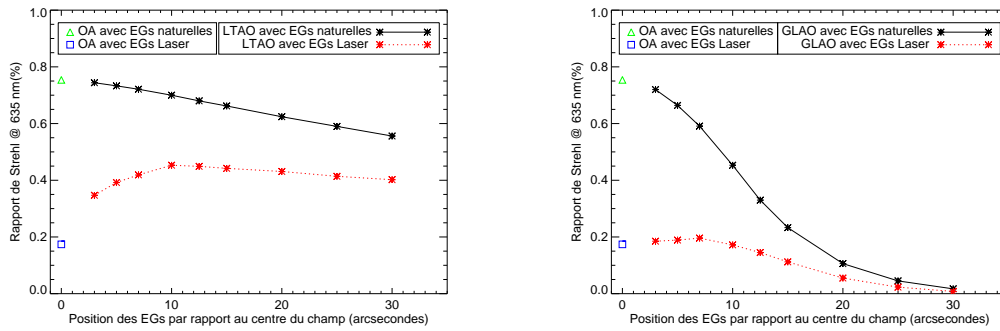 OA avec EGs naturelles
OA avec EGs Laser
LTAO avec EGs naturelles
LTAO avec EGs Laser
Rapport de Strehl @ 635 nm(%)
1.0
0.8
0.6
0.4
0.2
0.0
0 10 20 30
Position des EGs par rapport au centre du champ (arcsecondes)
OA avec EGs naturelles
OA avec EGs Laser
GLAO avec EGs naturelles
GLAO avec EGs Laser
Rapport de Strehl @ 635 nm(%)
1.0
0.8
0.6
0.4
0.2
0.0
0 10 20 30
Position des EGs par rapport au centre du champ (arcsecondes)